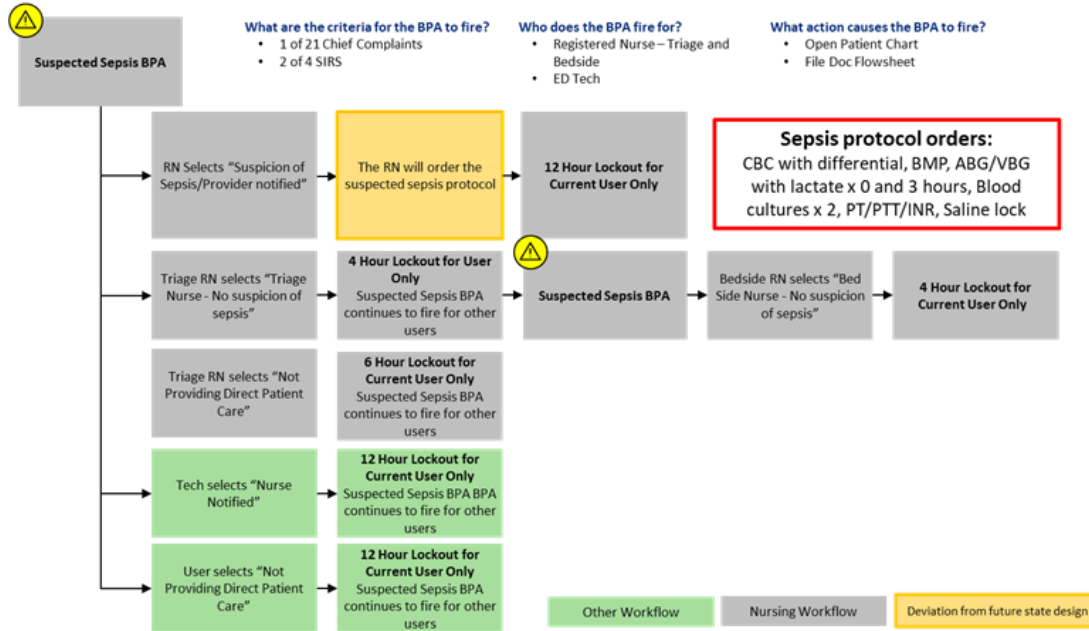 What are the criteria for the BPA to fire?
• 1 of 21 Chief Complaints
• 2 of 4 SIRS
Who does the BPA fire for?
• Registered Nurse – Triage and
Bedside
• ED Tech
What action causes the BPA to fire?
• Open Patient Chart
• File Doc Flowsheet
Suspected Sepsis BPA
RN Selects "Suspicion of
Sepsis/Provider notified"
The RN will order the
suspected sepsis protocol
12 Hour Lockout for
Current User Only
Sepsis protocol orders:
CBC with differential, BMP, ABG/VBG
with lactate x 0 and 3 hours, Blood
cultures x 2, PT/PTT/INR, Saline lock
Triage RN selects "Triage
Nurse - No suspicion of
sepsis"
4 Hour Lockout for User
Only
Suspected Sepsis BPA
continues to fire for other
users
Suspected Sepsis BPA
Bedside RN selects "Bed
Side Nurse - No suspicion
of sepsis"
4 Hour Lockout for
Current User Only
Triage RN selects "Not
Providing Direct Patient
Care"
6 Hour Lockout for
Current User Only
Suspected Sepsis BPA
continues to fire for other
users
Tech selects "Nurse
Notified"
12 Hour Lockout for
Current User Only
Suspected Sepsis BPA BPA
continues to fire for other
users
User selects "Not
Providing Direct Patient
Care"
12 Hour Lockout for
Current User Only
Suspected Sepsis BPA
continues to fire for other
users
Other Workflow
Nursing Workflow
Deviation from future state design